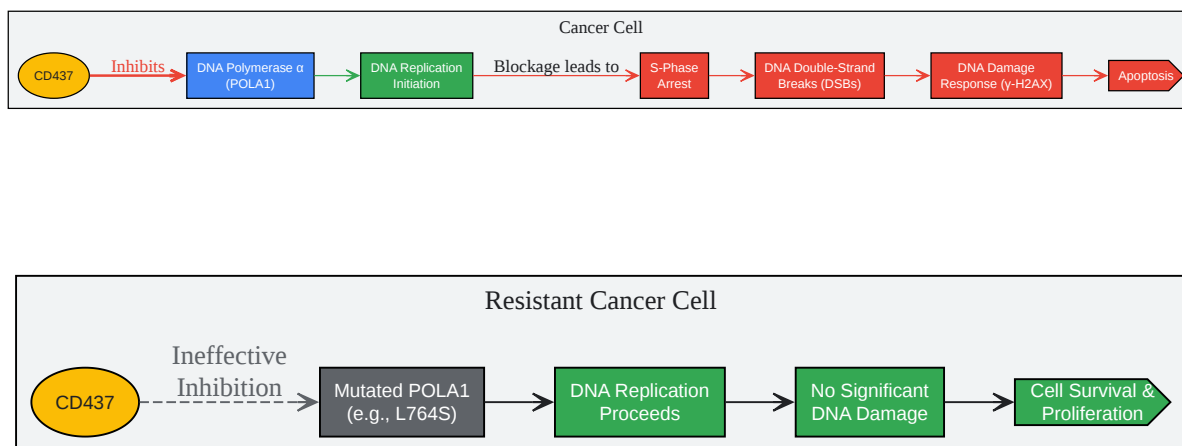 Cancer Cell
CD437
Inhibits
DNA Polymerase α
(POLA1)
DNA Replication
Initiation
Blockage leads to
S-Phase
Arrest
DNA Double-Strand
Breaks (DSBs)
DNA Damage
Response (γ-H2AX)
Apoptosis
Resistant Cancer Cell
CD437
Ineffective
Inhibition
Mutated POLA1
(e.g., L764S)
DNA Replication
Proceeds
No Significant
DNA Damage
Cell Survival &
Proliferation